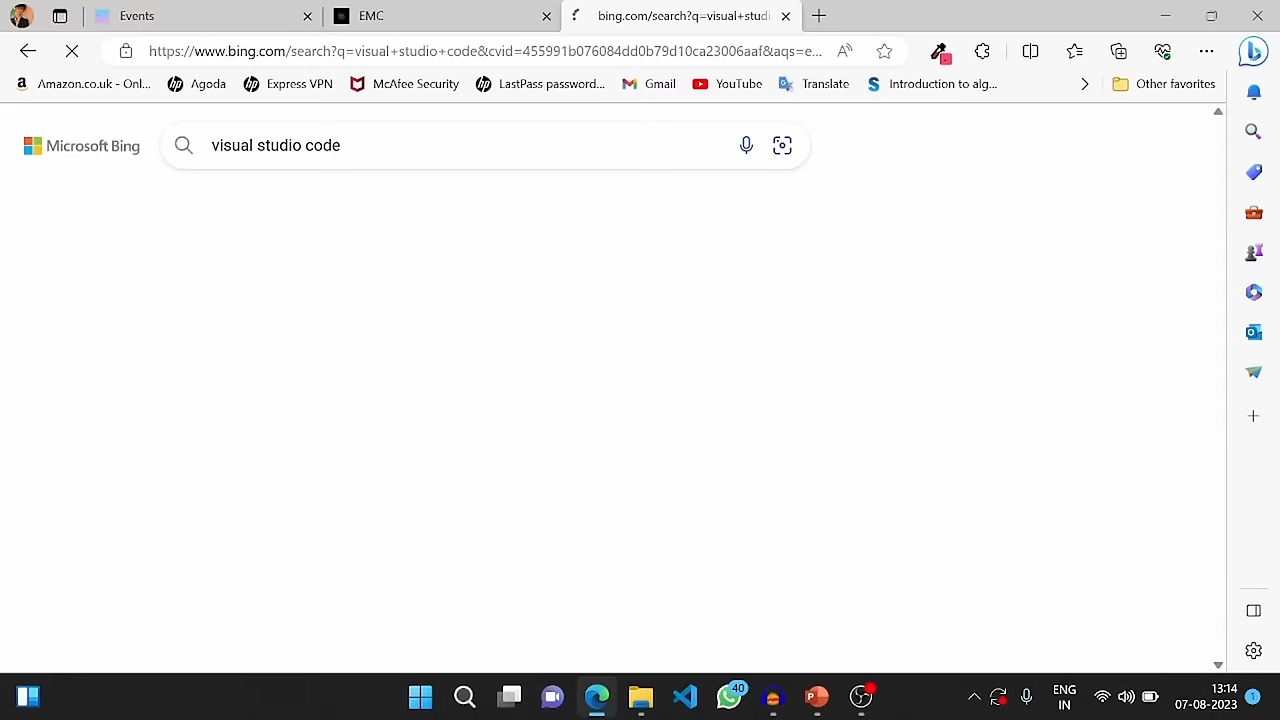 Events
EMC
bing.com/search?q=visual+stud
https://www.bing.com/search?q=visual+studio+code&cvid=455991b076084dd0b79d10ca23006aaf&aqs=e...
Amazon.co.uk - Onl...
Agoda
Express VPN
McAfee Security
LastPass password...
Gmail
YouTube
Translate
Introduction to alg...
Other favorites
Microsoft Bing
visual studio code
40
ENG
IN
13:14
07-08-2023
1